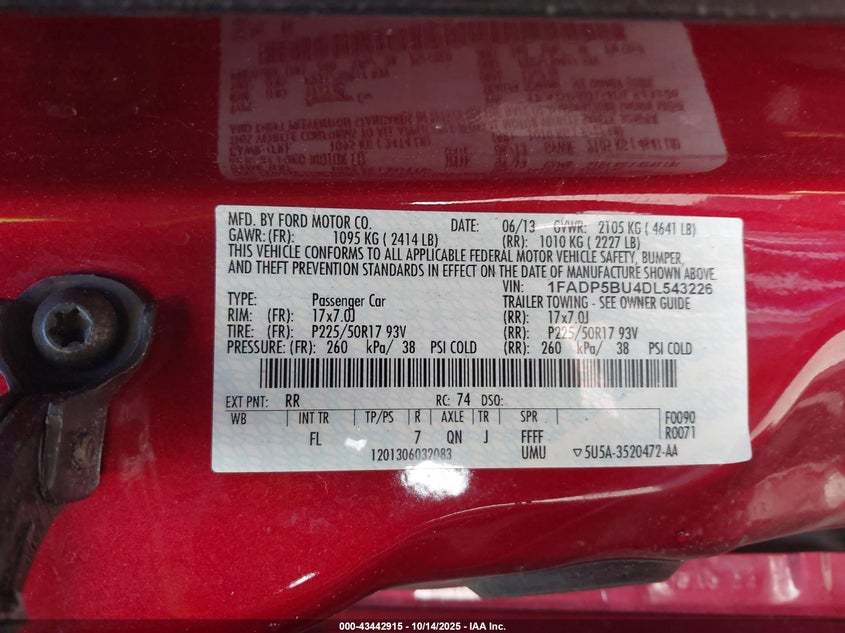 MFD. BY FORD MOTOR CO. DATE: 06/13 GVWR: 2105 KG ( 4641 LB)
GAWR: (FR): 1095 KG ( 2414 LB) (RR): 1010 KG ( 2227 LB)
THIS VEHICLE CONFORMS TO ALL APPLICABLE FEDERAL MOTOR VEHICLE SAFETY, BUMPER,
AND THEFT PREVENTION STANDARDS IN EFFECT ON THE DATE OF MANUFACTURE SHOWN ABOVE.
VIN: 1FADP5BU4DL543226
TYPE: Passenger Car TRAILER TOWING - SEE OWNER GUIDE
RIM: (FR): 17x7.0J (RR): 17x7.0J
TIRE: (FR): P225/50R17 93V (RR): P225/50R17 93V
PRESSURE: (FR): 260 kPa/ 38 PSI COLD (RR): 260 kPa/ 38 PSI COLD
EXT PNT: RR RC: 74 DSO:
WB INT TR TP/PS R AXLE TR SPR F0090
FL 7 QN J FFFF R0071
1201306032083 UMU ▽5U5A-3520472-AA
000-43442915 - 10/14/2025 - IAA Inc.